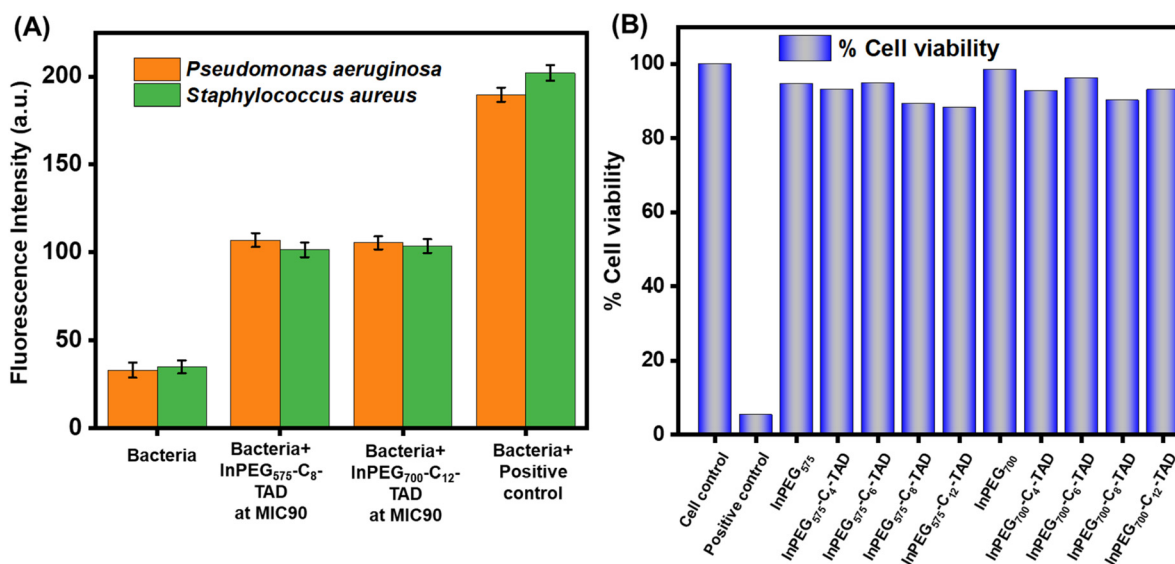 (A)
Fluorescence Intensity (a.u.)
200
150
100
50
0
Pseudomonas aeruginosa
Staphylococcus aureus
Bacteria
Bacteria+
InPEG₅₇₅-C₈-
TAD
at MIC90
Bacteria+
InPEG₇₀₀-C₁₂-
TAD
at MIC90
Bacteria+
Positive
control
(B)
% Cell viability
100
80
60
40
20
0
% Cell viability
Cell control
Positive control
InPEG₅₇₅
InPEG₅₇₅-C₄-TAD
InPEG₅₇₅-C₆-TAD
InPEG₅₇₅-C₈-TAD
InPEG₅₇₅-C₁₂-TAD
InPEG₇₀₀
InPEG₇₀₀-C₄-TAD
InPEG₇₀₀-C₆-TAD
InPEG₇₀₀-C₈-TAD
InPEG₇₀₀-C₁₂-TAD